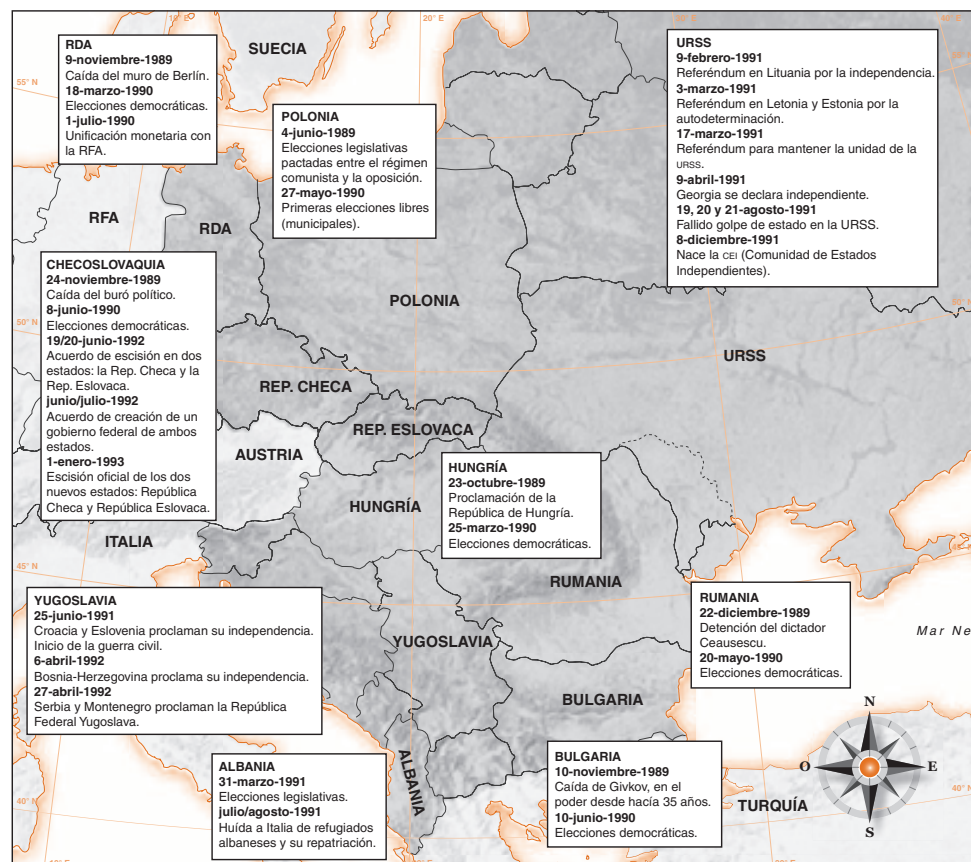 10° E
20° E
40° E
55° N
SUECIA
RDA
9-noviembre-1989
Caída del muro de Berlín.
18-marzo-1990
Elecciones democráticas.
1-julio-1990
Unificación monetaria con
la RFA.
POLONIA
4-junio-1989
Elecciones legislativas
pactadas entre el régimen
comunista y la oposición.
27-mayo-1990
Primeras elecciones libres
(municipales).
URSS
9-febrero-1991
Referéndum en Lituania por la independencia.
3-marzo-1991
Referéndum en Letonia y Estonia por la
autodeterminación.
17-marzo-1991
Referéndum para mantener la unidad de la
URSS.
9-abril-1991
Georgia se declara independiente.
19, 20 y 21-agosto-1991
Fallido golpe de estado en la URSS.
8-diciembre-1991
Nace la CEI (Comunidad de Estados
Independientes).
55° N
RFA
RDA
POLONIA
URSS
CHECOSLOVAQUIA
24-noviembre-1989
Caída del buró político.
8-junio-1990
Elecciones democráticas.
19/20-junio-1992
Acuerdo de escisión en dos
estados: la Rep. Checa y la
Rep. Eslovaca.
junio/julio-1992
Acuerdo de creación de un
gobierno federal de ambos
estados.
1-enero-1993
Escisión oficial de los dos
nuevos estados: República
Checa y República Eslovaca.
50° N
50° N
REP. CHECA
REP. ESLOVACA
AUSTRIA
HUNGRÍA
HUNGRÍA
23-octubre-1989
Proclamación de la
República de Hungría.
25-marzo-1990
Elecciones democráticas.
ITALIA
45° N
45° N
RUMANIA
YUGOSLAVIA
25-junio-1991
Croacia y Eslovenia proclaman su independencia.
Inicio de la guerra civil.
6-abril-1992
Bosnia-Herzegovina proclama su independencia.
27-abril-1992
Serbia y Montenegro proclaman la República
Federal Yugoslava.
YUGOSLAVIA
RUMANIA
22-diciembre-1989
Detención del dictador
Ceausescu.
20-mayo-1990
Elecciones democráticas.
Mar Ne
BULGARIA
ALBANIA
31-marzo-1991
Elecciones legislativas.
julio/agosto-1991
Huída a Italia de refugiados
albaneses y su repatriación.
ALBANIA
BULGARIA
10-noviembre-1989
Caída de Givkov, en el
poder desde hacía 35 años.
10-junio-1990
Elecciones democráticas.
TURQUÍA
N
O
E
S
40° N
40° N
20° E